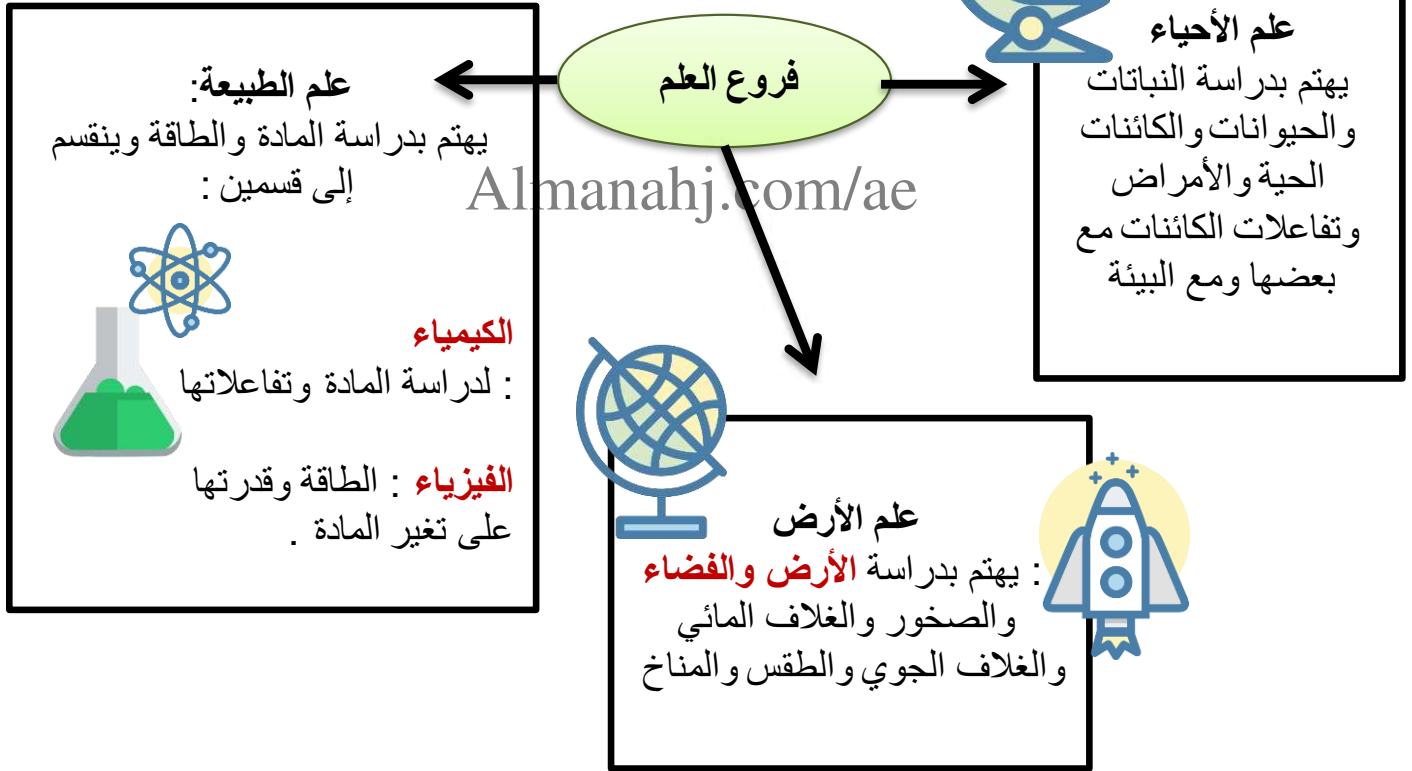 فروع العلم
علم الأحياء
يهتم بدراسة النباتات
والحيوانات والكائنات
الحية والأمراض
وتفاعلات الكائنات مع
بعضها ومع البيئة
علم الطبيعة:
يهتم بدراسة المادة والطاقة وينقسم
إلى قسمين :
الكيمياء
: لدراسة المادة وتفاعلاتها
الفيزياء : الطاقة وقدرتها
على تغير المادة .
علم الأرض
: يهتم بدراسة الأرض والفضاء
والصخور والغلاف المائي
والغلاف الجوي والطقس والمناخ
Almanahj.com/ae